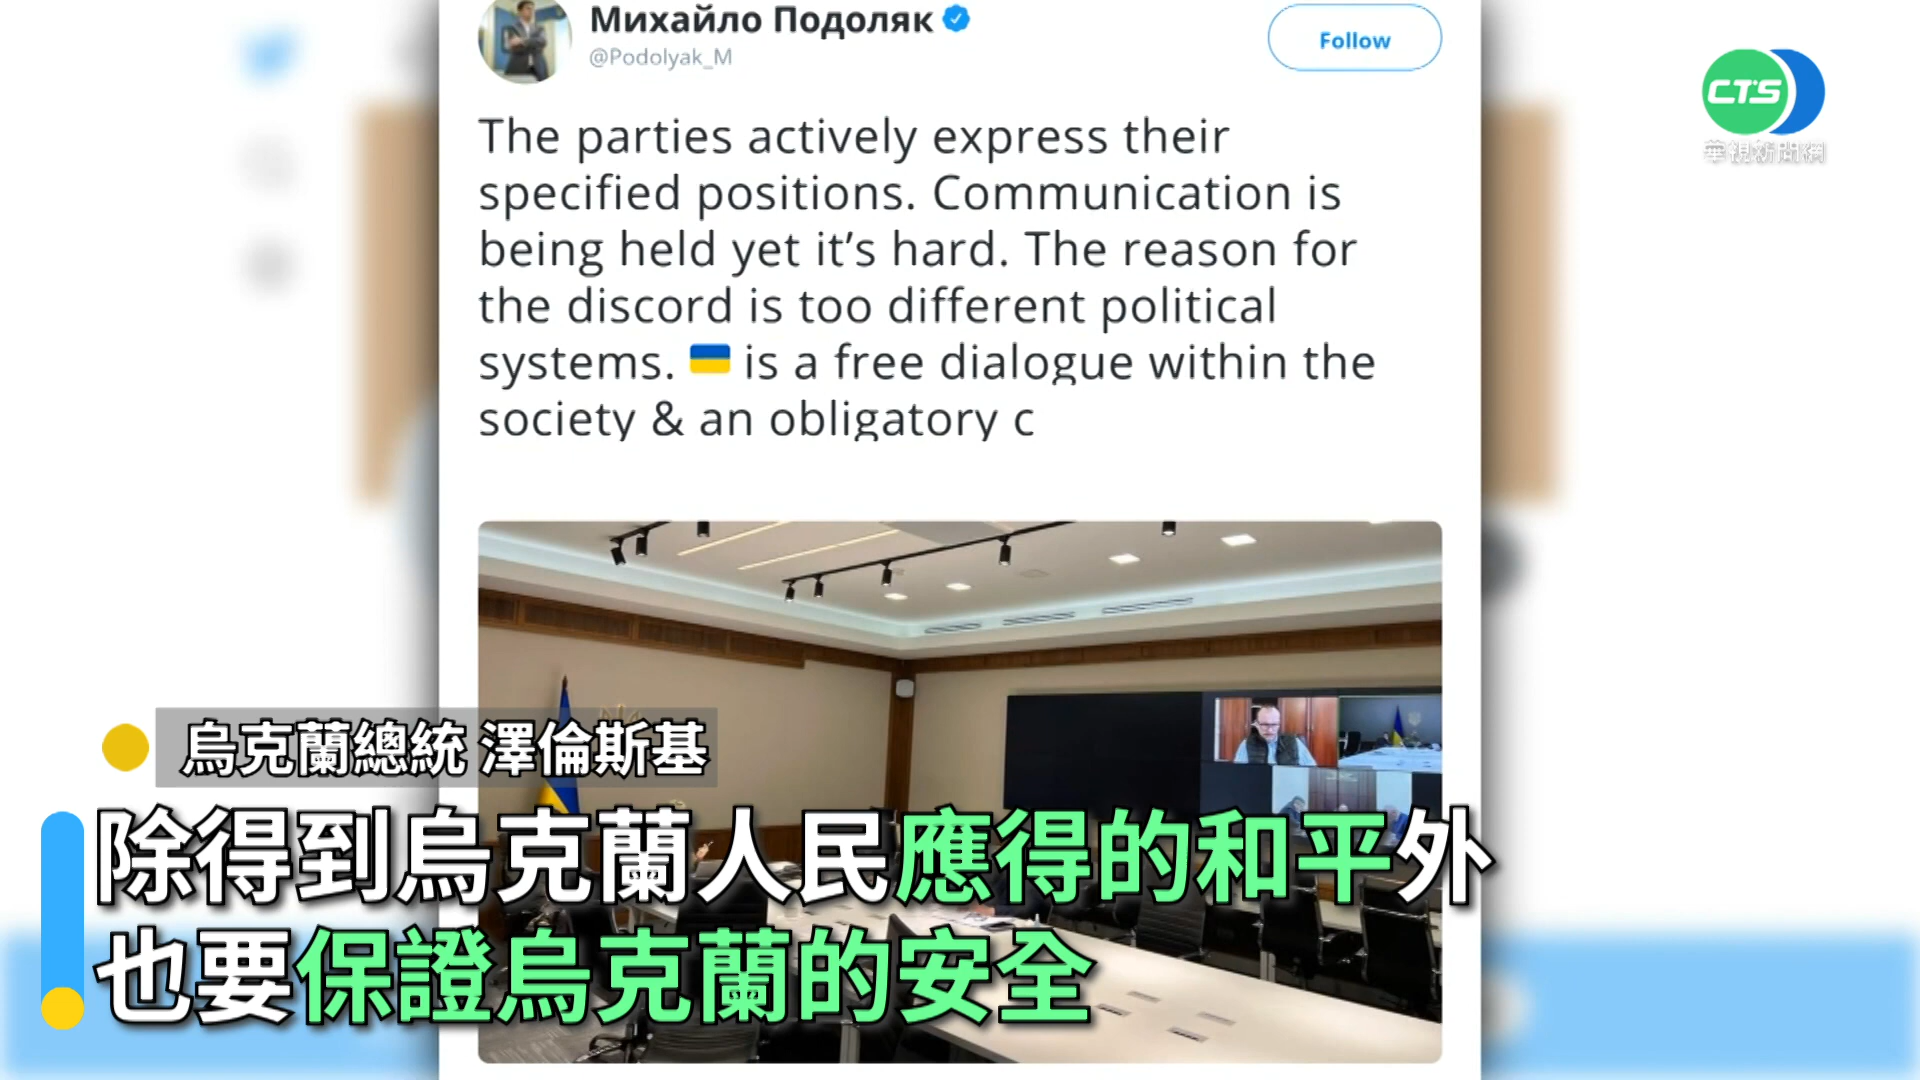 Михайло Подоляк
@Podolyak_M
Follow
CTS
華視新聞網
The parties actively express their
specified positions. Communication is
being held yet it’s hard. The reason for
the discord is too different political
systems. 🇺🇦 is a free dialogue within the
society & an obligatory c
烏克蘭總統 澤倫斯基
除得到烏克蘭人民應得的和平外
也要保證烏克蘭的安全